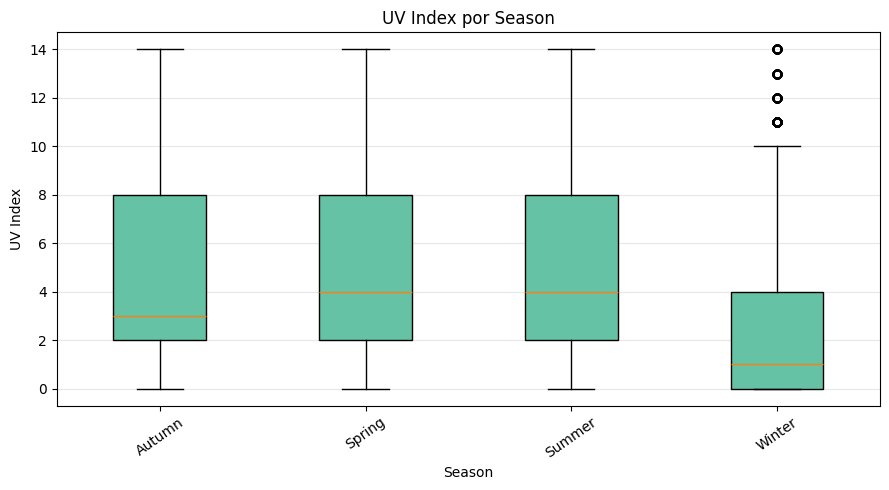 UV Index por Season
14
12
10
8
6
4
2
0
UV Index
Autumn
Spring
Summer
Winter
Season